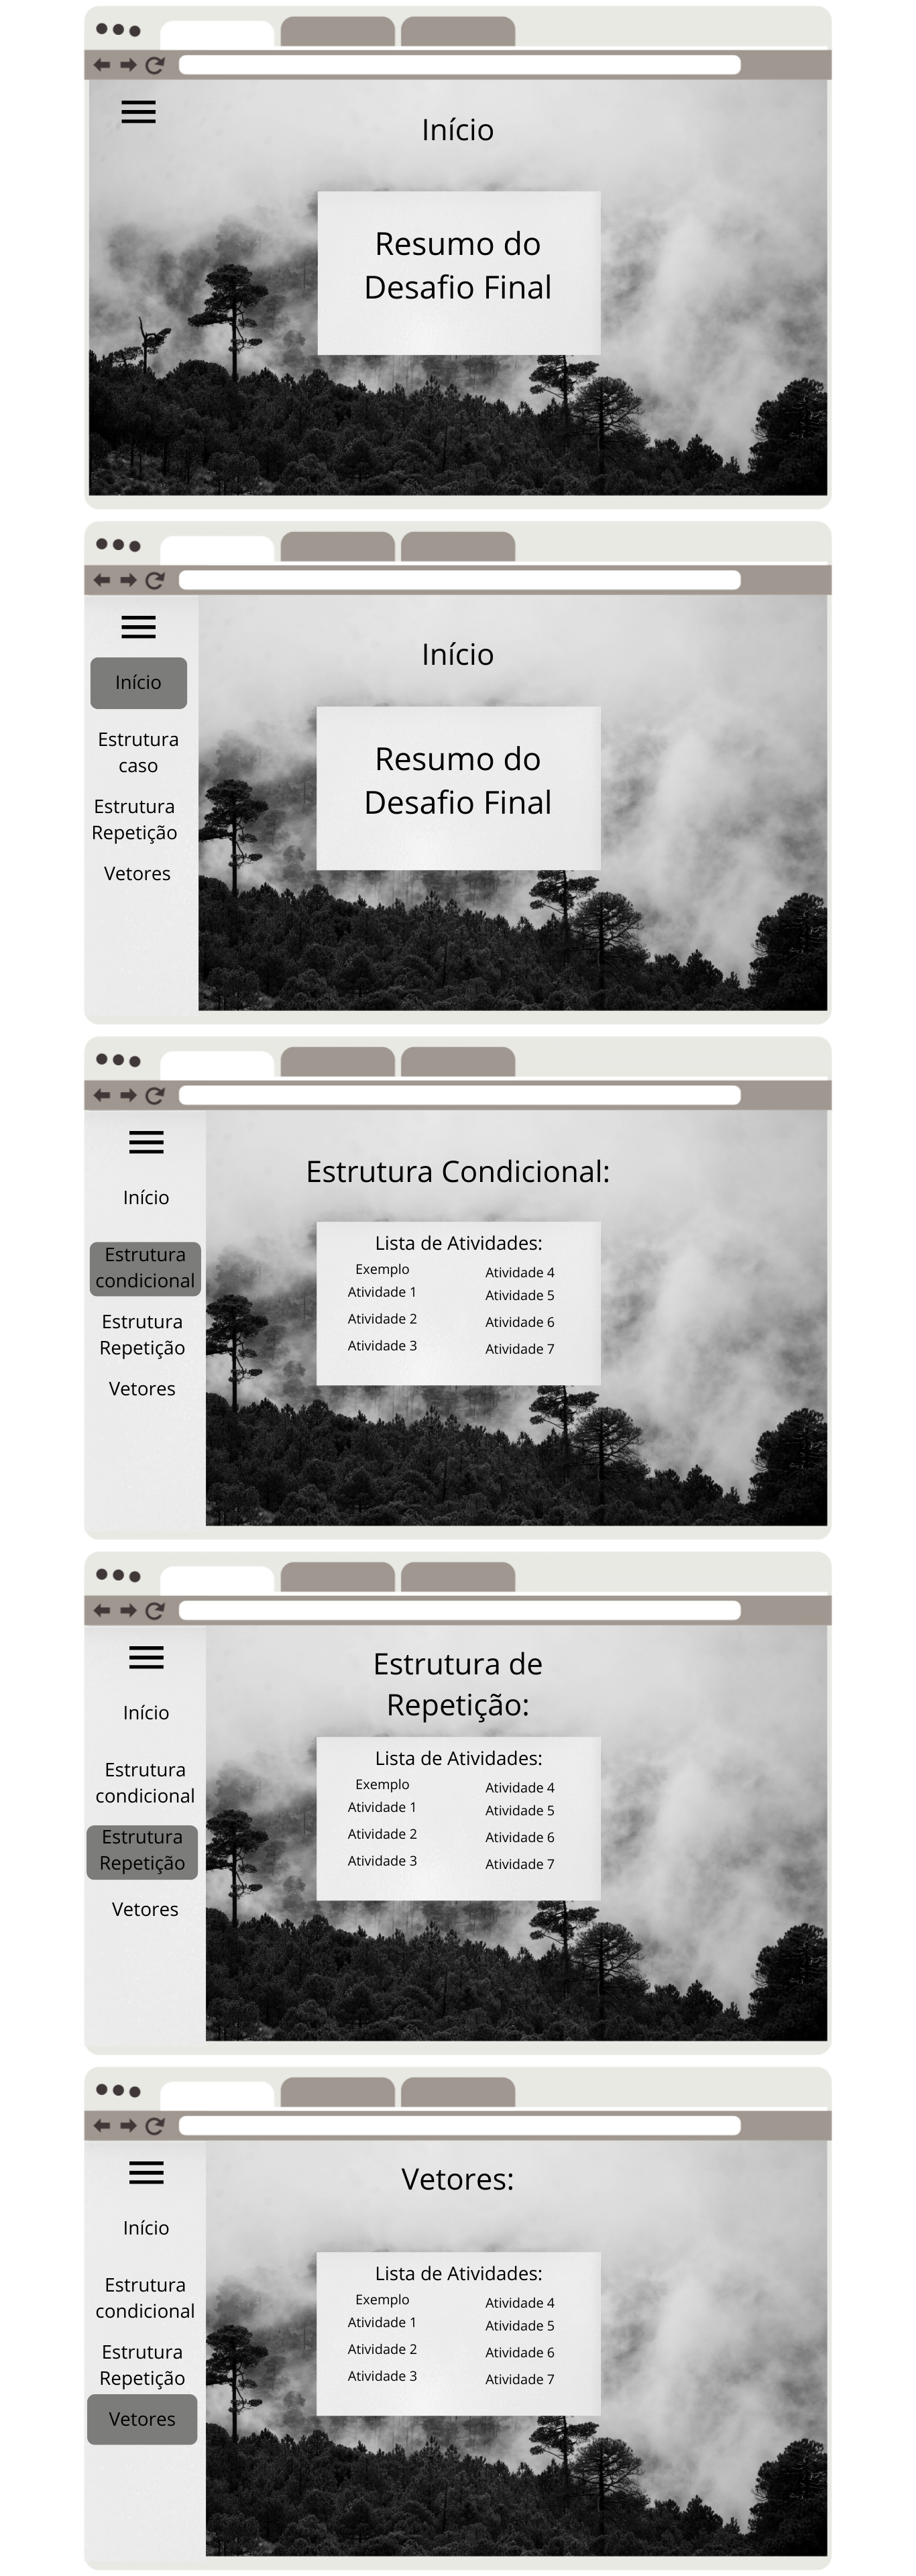 Início
Resumo do
Desafio Final
Início
Estrutura
caso
Estrutura
Repetição
Vetores
Início
Resumo do
Desafio Final
Início
Estrutura
condicional
Estrutura
Repetição
Vetores
Estrutura Condicional:
Lista de Atividades:
Exemplo
Atividade 1
Atividade 2
Atividade 3
Atividade 4
Atividade 5
Atividade 6
Atividade 7
Início
Estrutura
condicional
Estrutura
Repetição
Vetores
Estrutura de
Repetição:
Lista de Atividades:
Exemplo
Atividade 1
Atividade 2
Atividade 3
Atividade 4
Atividade 5
Atividade 6
Atividade 7
Início
Estrutura
condicional
Estrutura
Repetição
Vetores
Vetores:
Lista de Atividades:
Exemplo
Atividade 1
Atividade 2
Atividade 3
Atividade 4
Atividade 5
Atividade 6
Atividade 7